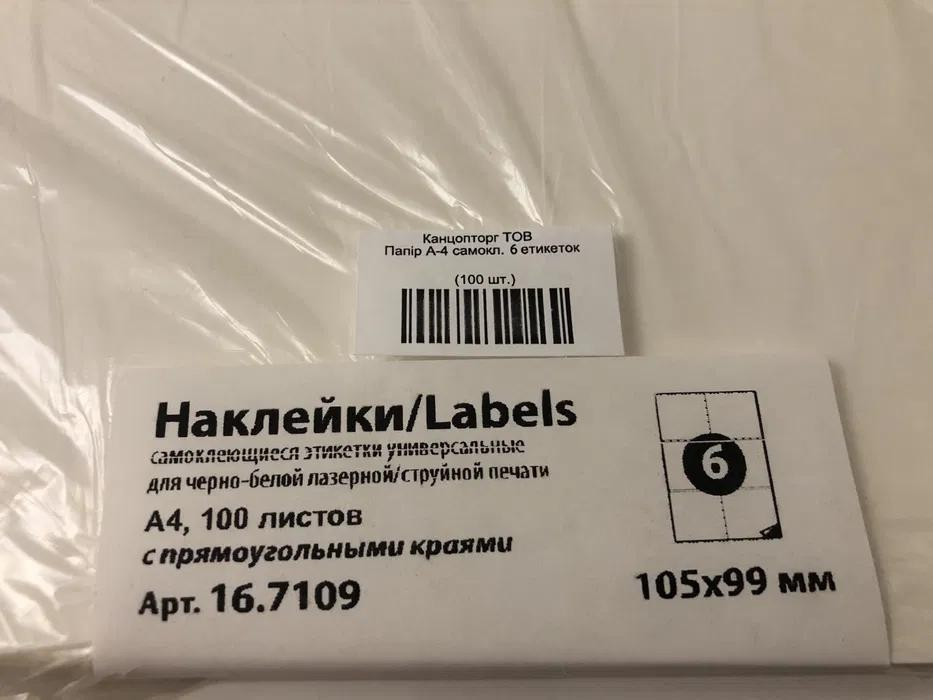 Канцопторг ТОВ
Папір А-4 самокл. 6 етикеток
(100 шт.)
Наклейки/Labels
самоклеющиеся этикетки универсальные
для черно-белой лазерной/струйной печати
А4, 100 листов
с прямоугольными краями
Арт. 16.7109
6
105x99 мм